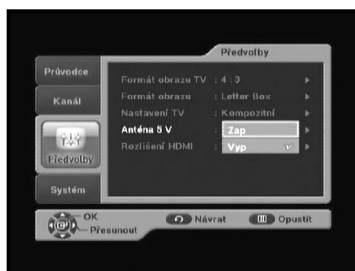 Předvolby
Průvodce
Kanál
Předvolby
Systém
Formát obrazu TV : 4:3
Formát obrazu : Letter Box
Nastavení TV : Kompozitní
Anténa 5 V : Zap
Rozlišení HDMI : Vyp
OK
Přesunout
Návrat
Opustit